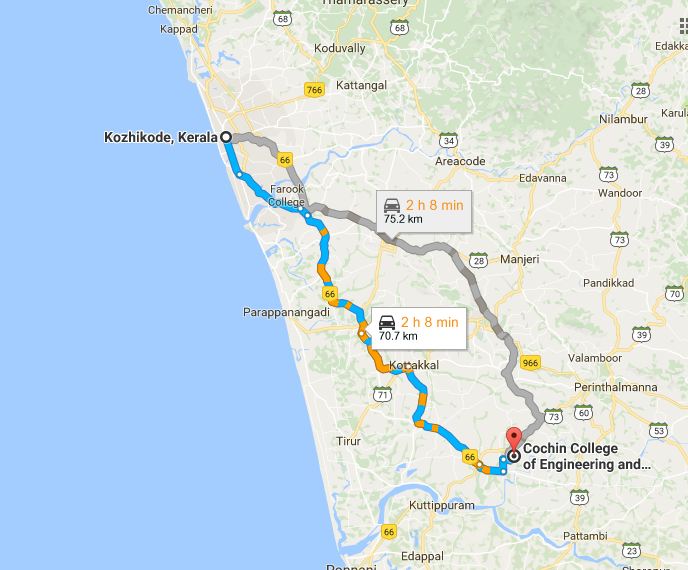 Thamarassery
Chemancheri
Kappad
68
68
Koduvally
Edakka
766
Kattangal
28
Nilambur
Karula
Kozhikode, Kerala
34
39
66
Areacode
Edavanna
Farook
College
Wandoor
2 h 8 min
75.2 km
73
28
Manjeri
Pandikkad
70
66
Parappanangadi
2 h 8 min
70.7 km
Kottakkal
966
Valamboor
Perinthalmanna
71
73
60
53
Tirur
66
Cochin College
of Engineering and...
39
Kuttippuram
66
Pattambi
Edappal
23
Ponnani